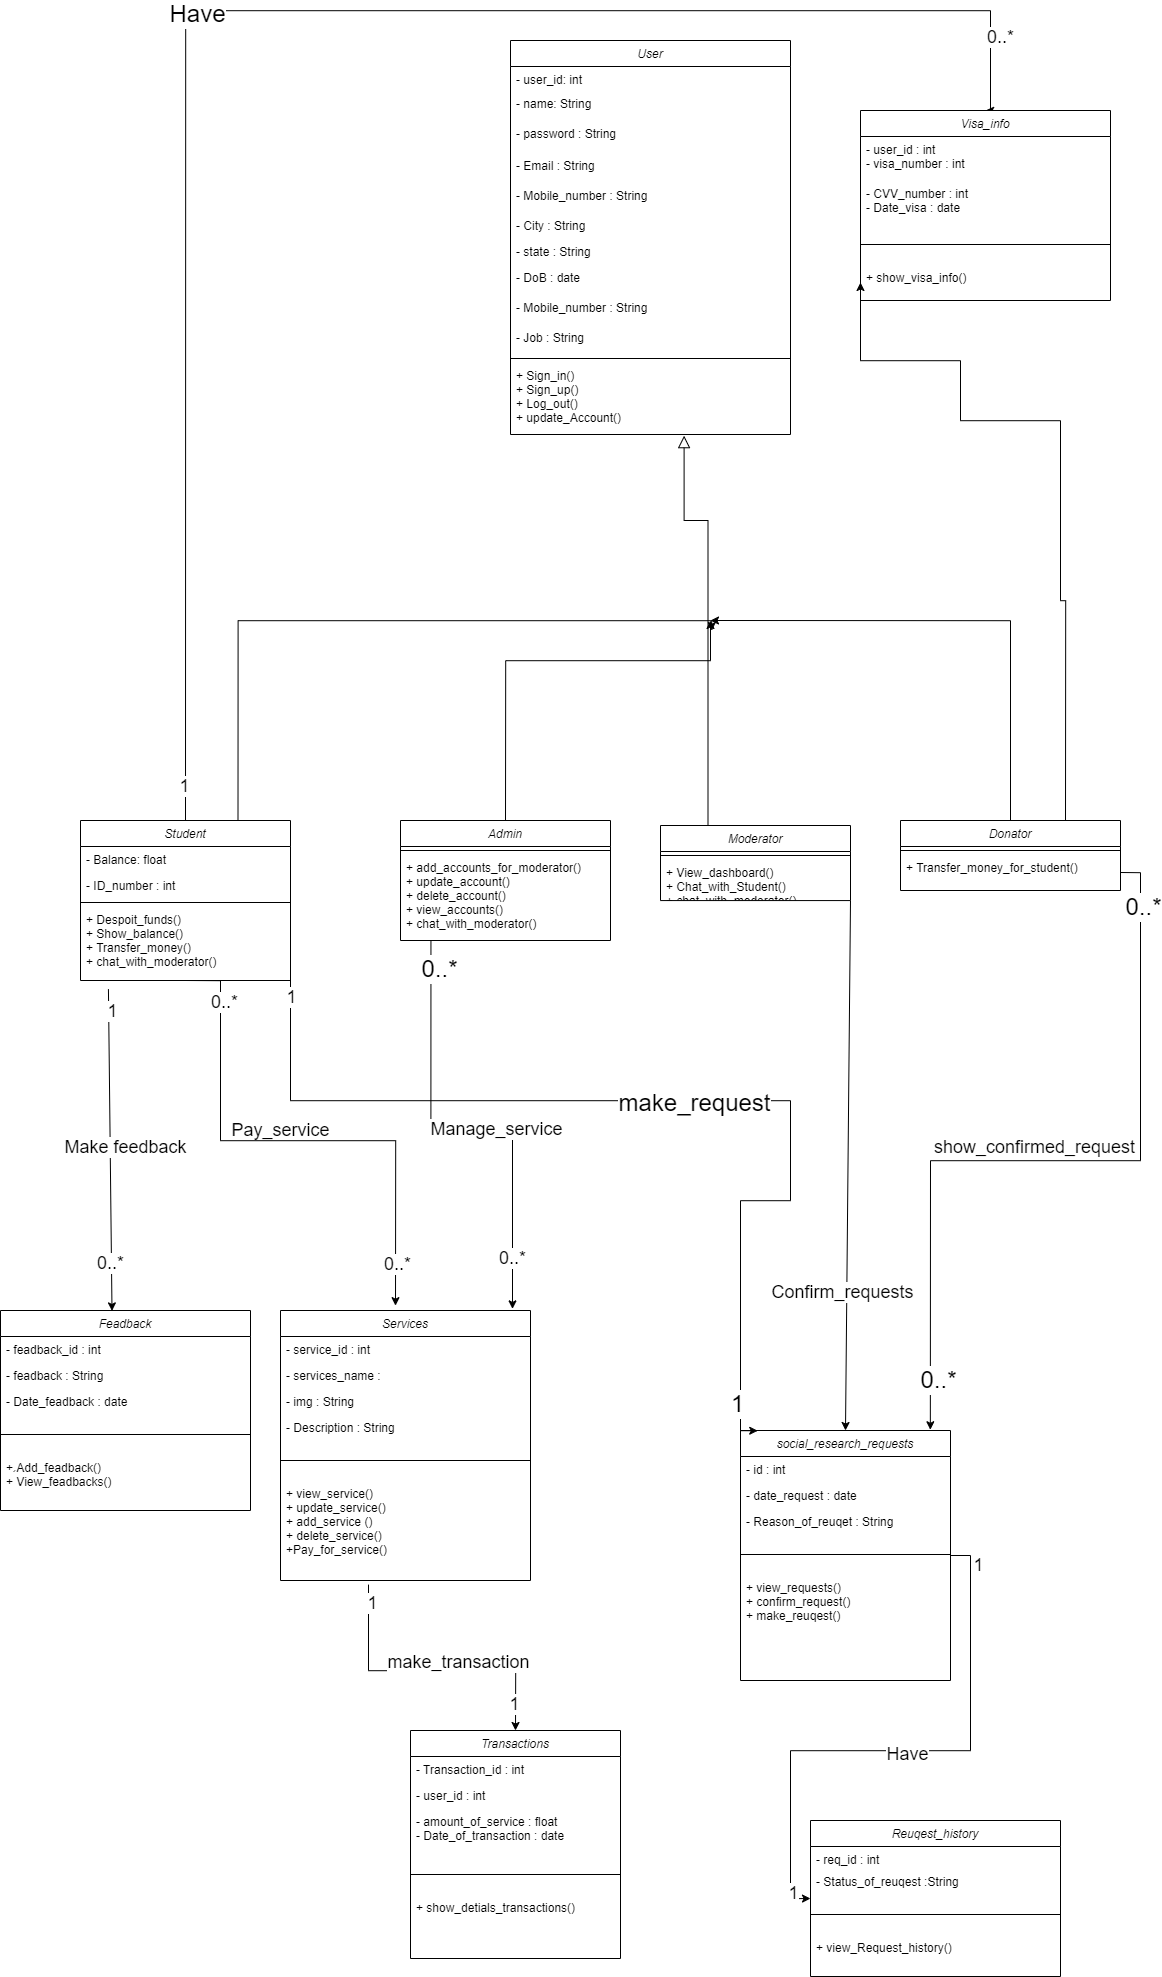 Have
0..*
User
- user_id: int
- name: String
- password : String
- Email : String
- Mobile_number : String
- City : String
- state : String
- DoB : date
- Mobile_number : String
- Job : String
+ Sign_in()
+ Sign_up()
+ Log_out()
+ update_Account()
Visa_info
- user_id : int
- visa_number : int
- CVV_number : int
- Date_visa : date
+ show_visa_info()
1
Student
- Balance: float
- ID_number : int
+ Despoit_funds()
+ Show_balance()
+ Transfer_money()
+ chat_with_moderator()
Admin
+ add_accounts_for_moderator()
+ update_account()
+ delete_account()
+ view_accounts()
+ chat_with_moderator()
Moderator
+ View_dashboard()
+ Chat_with_Student()
+ chat_with_moderator()
Donator
+ Transfer_money_for_student()
0..*
0..*
1
0..*
1
make_request
Make feedback
Pay_service
Manage_service
show_confirmed_request
0..*
0..*
0..*
Confirm_requests
1
0..*
Feadback
- feadback_id : int
- feadback : String
- Date_feadback : date
+.Add_feadback()
+ View_feadbacks()
Services
- service_id : int
- services_name :
- img : String
- Description : String
+ view_service()
+ update_service()
+ add_service ()
+ delete_service()
+Pay_for_service()
social_research_requests
- id : int
- date_request : date
- Reason_of_reuqet : String
+ view_requests()
+ confirm_request()
+ make_reuqest()
1
1
make_transaction
1
Transactions
- Transaction_id : int
- user_id : int
- amount_of_service : float
- Date_of_transaction : date
+ show_detials_transactions()
Have
1
Reuqest_history
- req_id : int
- Status_of_reuqest :String
+ view_Request_history()